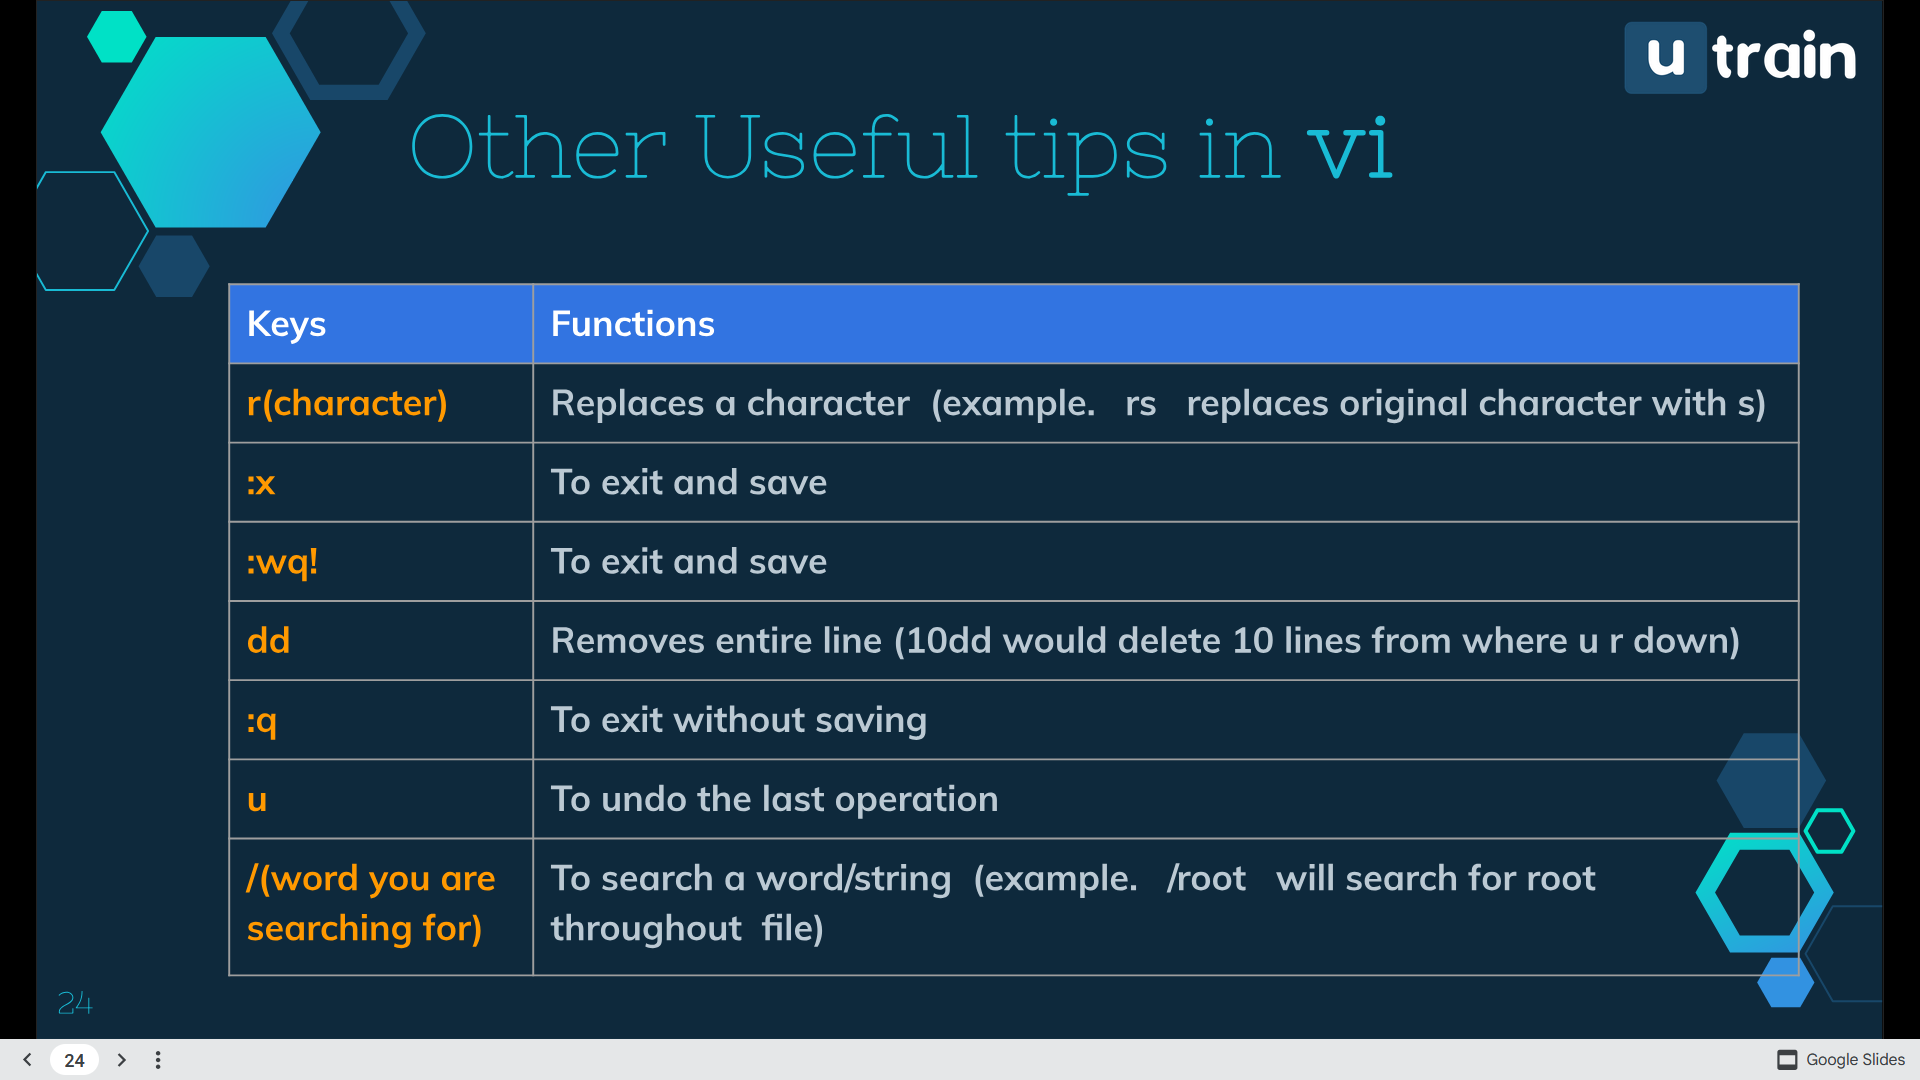 u train
Other Useful tips in vi
Keys Functions
r(character) Replaces a character (example. rs replaces original character with s)
:x To exit and save
:wq! To exit and save
dd Removes entire line (10dd would delete 10 lines from where u r down)
:q To exit without saving
u To undo the last operation
/(word you are To search a word/string (example. /root will search for root
searching for) throughout file)
24
24 Google Slides